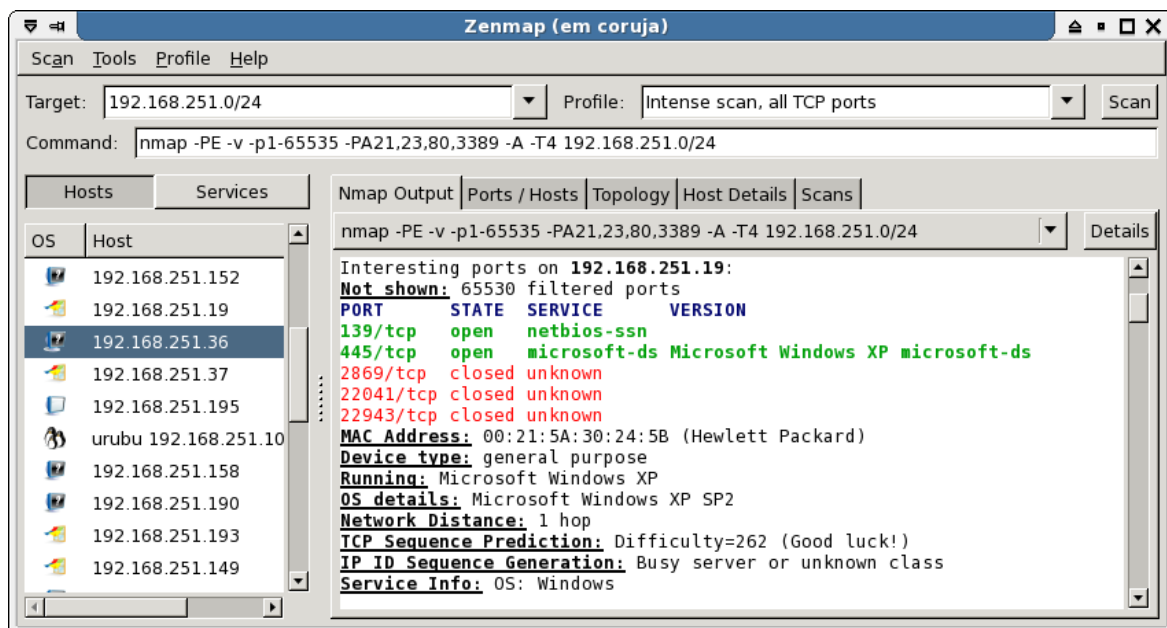 Zenmap (em coruja)
Scan Tools Profile Help
Target: 192.168.251.0/24 Profile: Intense scan, all TCP ports Scan
Command: nmap -PE -v -p1-65535 -PA21,23,80,3389 -A -T4 192.168.251.0/24
Hosts Services
OS Host
192.168.251.152
192.168.251.19
192.168.251.36
192.168.251.37
192.168.251.195
urubu 192.168.251.10
192.168.251.158
192.168.251.190
192.168.251.193
192.168.251.149
Nmap Output Ports / Hosts Topology Host Details Scans
nmap -PE -v -p1-65535 -PA21,23,80,3389 -A -T4 192.168.251.0/24 Details
Interesting ports on 192.168.251.19:
Not shown: 65530 filtered ports
PORT STATE SERVICE VERSION
139/tcp open netbios-ssn
445/tcp open microsoft-ds Microsoft Windows XP microsoft-ds
2869/tcp closed unknown
22041/tcp closed unknown
22943/tcp closed unknown
MAC Address: 00:21:5A:30:24:5B (Hewlett Packard)
Device type: general purpose
Running: Microsoft Windows XP
OS details: Microsoft Windows XP SP2
Network Distance: 1 hop
TCP Sequence Prediction: Difficulty=262 (Good luck!)
IP ID Sequence Generation: Busy server or unknown class
Service Info: OS: Windows